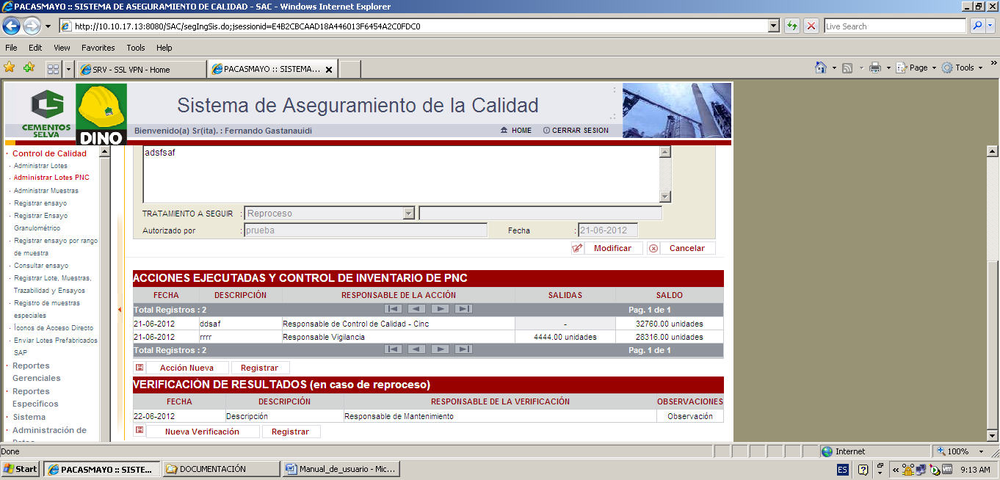 PACASMAYO :: SISTEMA DE ASEGURAMIENTO DE CALIDAD - SAC - Windows Internet Explorer
http://10.10.17.13:8080/SAC/segIngSis.do;jsessionid=E4B2CBCAAD18A446013F6454A2C0FDC0
Live Search
File Edit View Favorites Tools Help
SRV - SSL VPN - Home
PACASMAYO :: SISTEMA...
Page Tools »
CEMENTOS
SELVA
DINO
Sistema de Aseguramiento de la Calidad
Bienvenido(a) Sr(ita). : Fernando Gastanauidi
HOME CERRAR SESION
· Control de Calidad
· Administrar Lotes
· Administrar Lotes PNC
· Administrar Muestras
· Registrar ensayo
· Registrar Ensayo
Granulométrico
· Registrar ensayo por rango
de muestra
· Consultar ensayo
· Registrar Lote, Muestras,
Trazabilidad y Ensayos
· Registro de muestras
especiales
· Íconos de Acceso Directo
· Enviar Lotes Prefabricados
SAP
· Reportes
Gerenciales
· Reportes
Específicos
· Sistema
· Administración de
adsfsaf
TRATAMIENTO A SEGUIR : Reproceso
Autorizado por : prueba Fecha : 21-06-2012
Modificar Cancelar
ACCIONES EJECUTADAS Y CONTROL DE INVENTARIO DE PNC
FECHA DESCRIPCIÓN RESPONSABLE DE LA ACCIÓN SALIDAS SALDO
Total Registros : 2 Pag. 1 de 1
21-06-2012 ddsaf Responsable de Control de Calidad - Cinc - 32760.00 unidades
21-06-2012 rrrr Responsable Vigilancia 4444.00 unidades 28316.00 unidades
Total Registros : 2 Pag. 1 de 1
Acción Nueva Registrar
VERIFICACIÓN DE RESULTADOS (en caso de reproceso)
FECHA DESCRIPCIÓN RESPONSABLE DE LA VERIFICACIÓN OBSERVACIONES
22-06-2012 Descripción Responsable de Mantenimiento Observación
Nueva Verificación Registrar
Done Internet 100%
Start PACASMAYO :: SISTE... DOCUMENTACIÓN Manual_de_usuario - Mic... ES « 9:13 AM